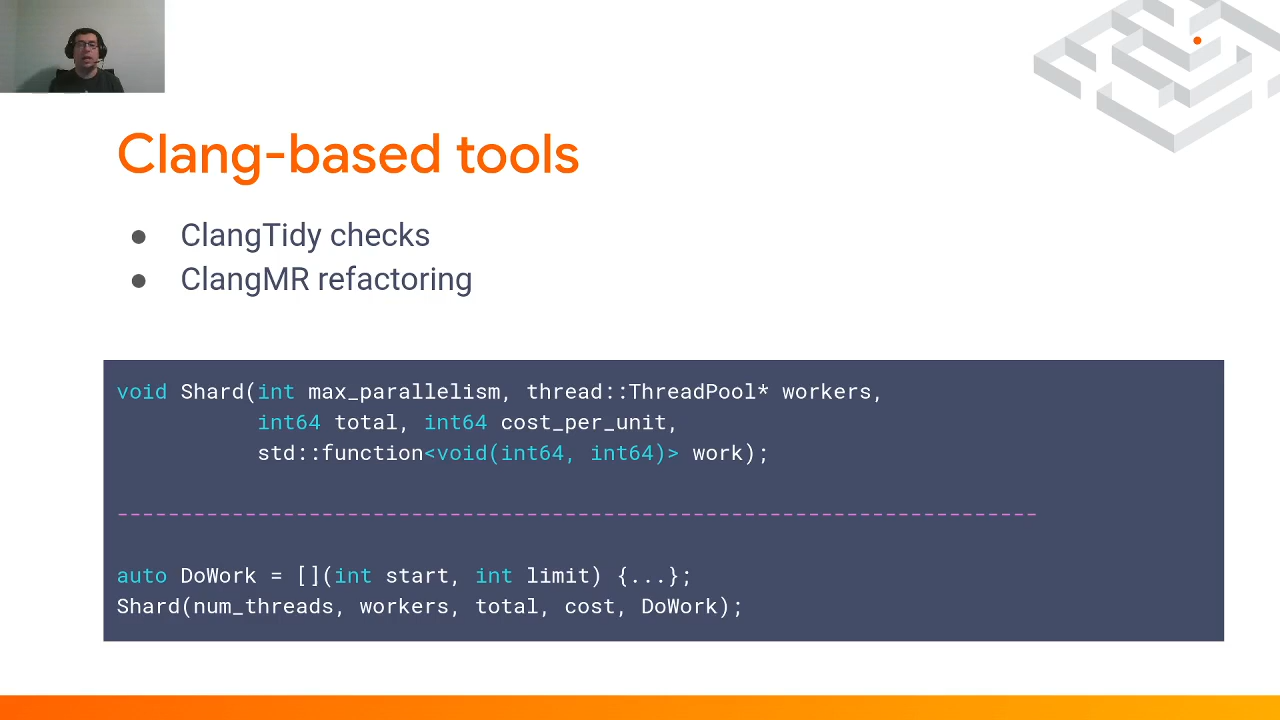 Clang-based tools
● ClangTidy checks
● ClangMR refactoring
void Shard(int max_parallelism, thread::ThreadPool* workers,
int64 total, int64 cost_per_unit,
std::function<void(int64, int64)> work);
------------------------------------------------------------------------
auto DoWork = [](int start, int limit) {...};
Shard(num_threads, workers, total, cost, DoWork);